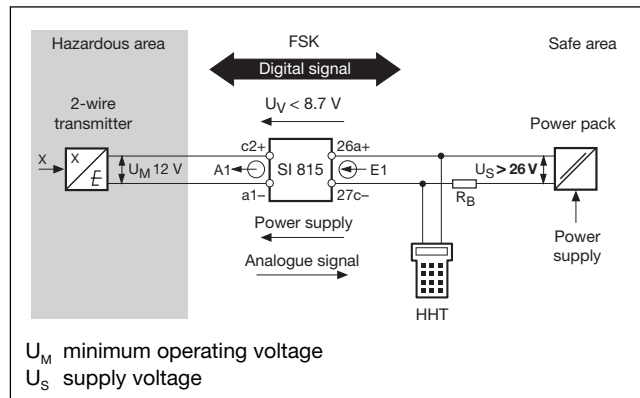 Hazardous area
FSK
Safe area
Digital signal
2-wire
transmitter
U_V < 8.7 V
Power pack
c2+
26a+
X
X
E
U_M 12 V
A1
SI 815
E1
U_S > 26 V
a1–
27c–
R_B
Power supply
Analogue signal
Power
supply
HHT
U_M minimum operating voltage
U_S supply voltage